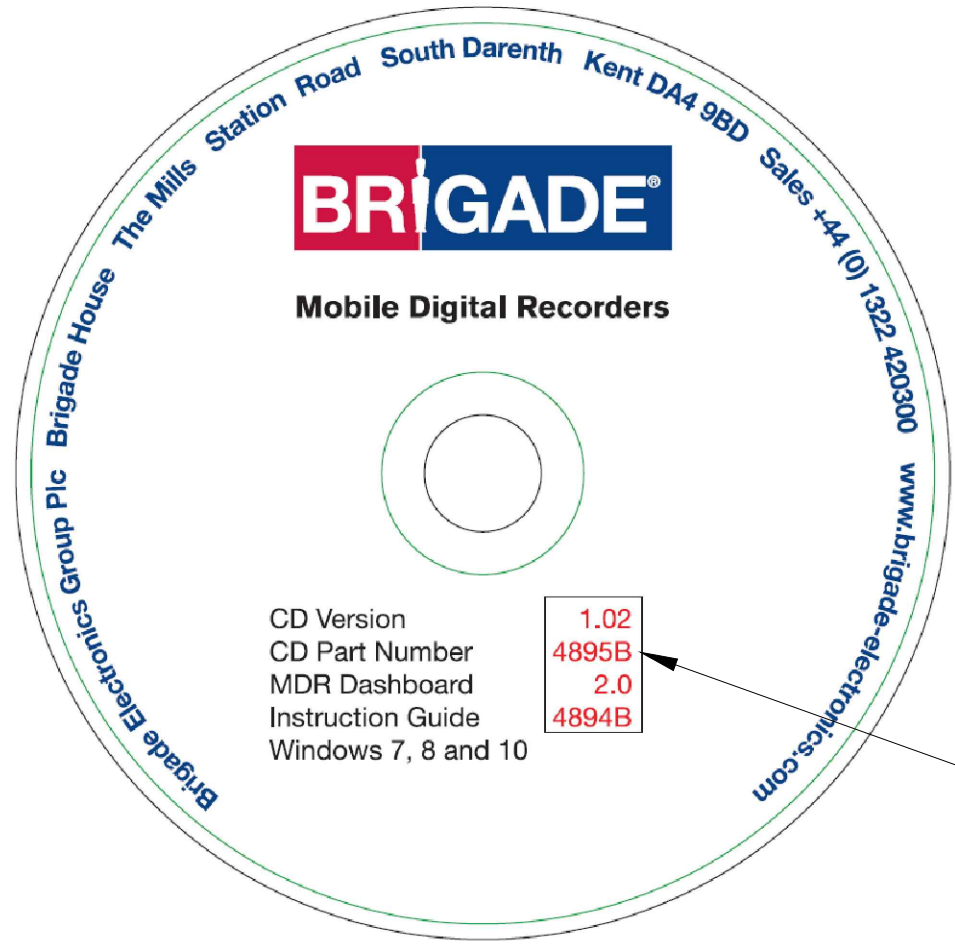 Brigade Electronics Group Plc Brigade House The Mills Station Road South Darenth Kent DA4 9BD Sales +44 (0) 1322 420300 www.brigade-electronics.com
BRIGADE®
Mobile Digital Recorders
CD Version 1.02
CD Part Number 4895B
MDR Dashboard 2.0
Instruction Guide 4894B
Windows 7, 8 and 10